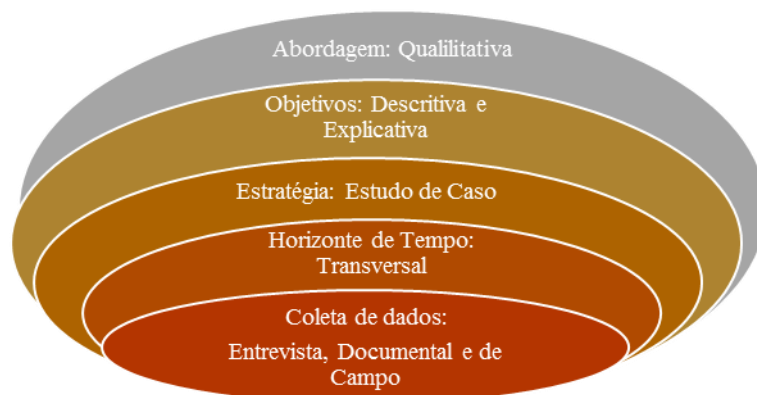 Abordagem: Qualilitativa
Objetivos: Descritiva e
Explicativa
Estratégia: Estudo de Caso
Horizonte de Tempo:
Transversal
Coleta de dados:
Entrevista, Documental e de
Campo